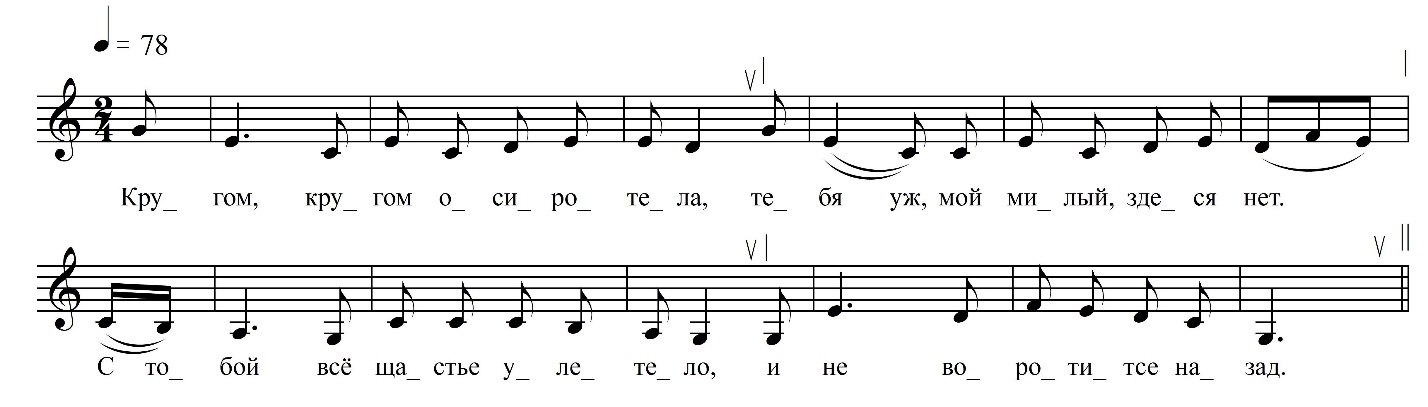 = 78
2
4
Кру_ гом, кру_ гом о_ си_ ро_ те_ ла, те_ бя уж, мой ми_ лый, зде_ ся нет.
С то_ бой всё ща_ стье у_ ле_ те_ ло, и не во_ ро_ ти_ тсе на_ зад.